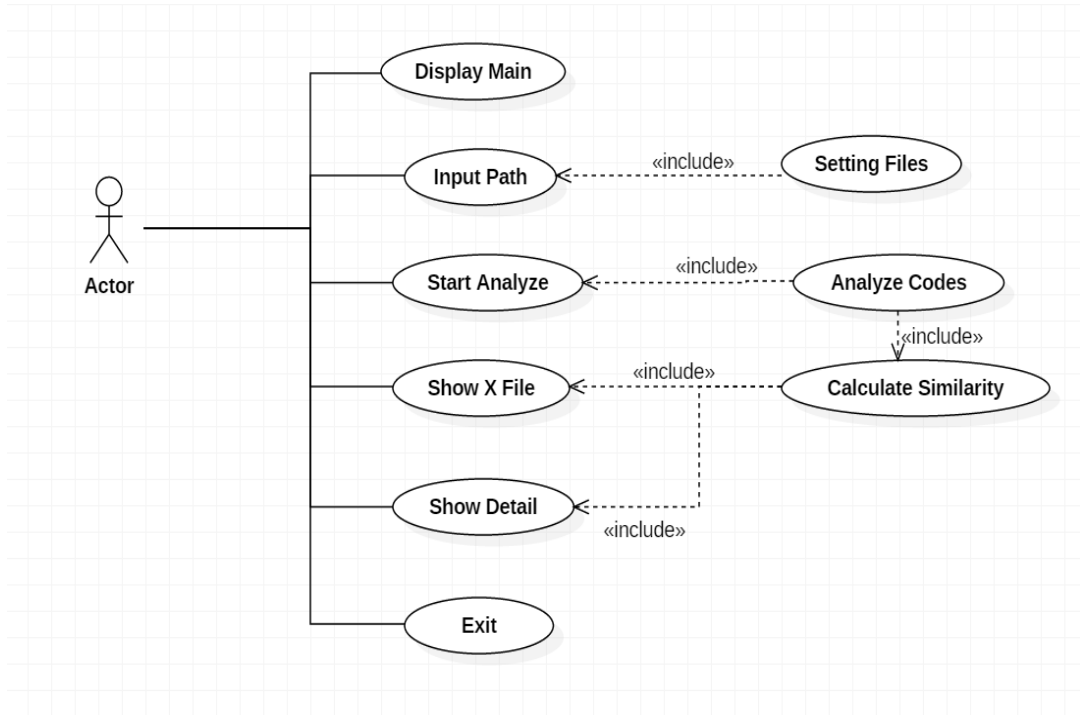 Display Main
«include»
Setting Files
Input Path
«include»
Start Analyze
Analyze Codes
Actor
«include»
«include»
Show X File
Calculate Similarity
Show Detail
«include»
Exit